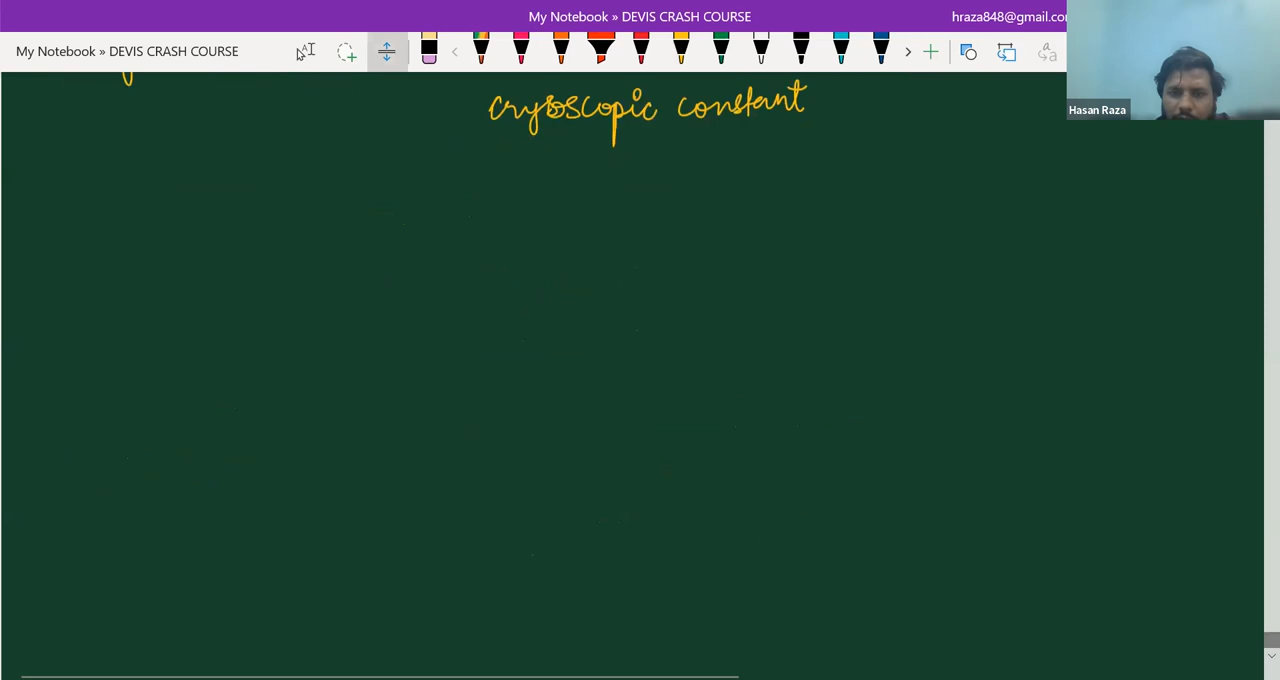 My Notebook » DEVIS CRASH COURSE
hraza848@gmail.co
My Notebook » DEVIS CRASH COURSE
Hasan Raza
cryoscopic constant